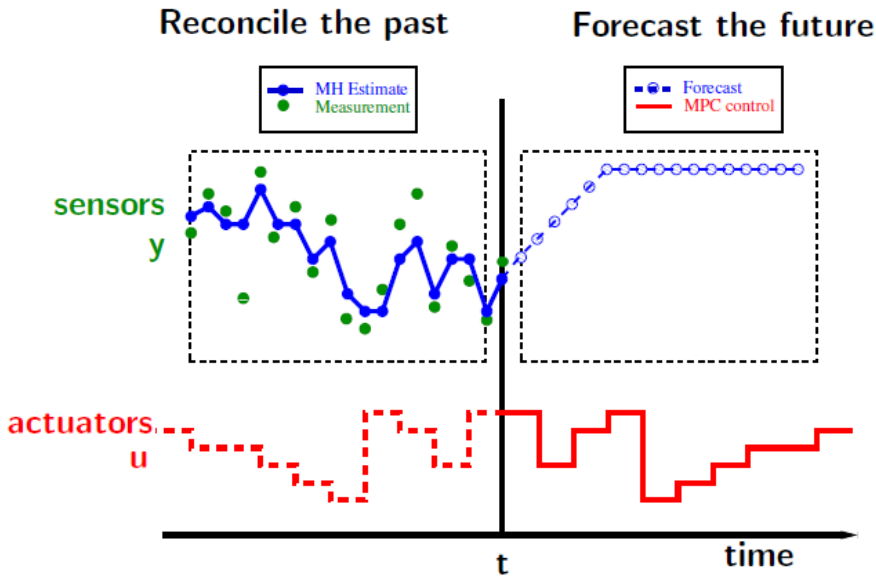 Reconcile the past
Forecast the future
MH Estimate
Measurement
Forecast
MPC control
sensors
y
actuators
u
t
time